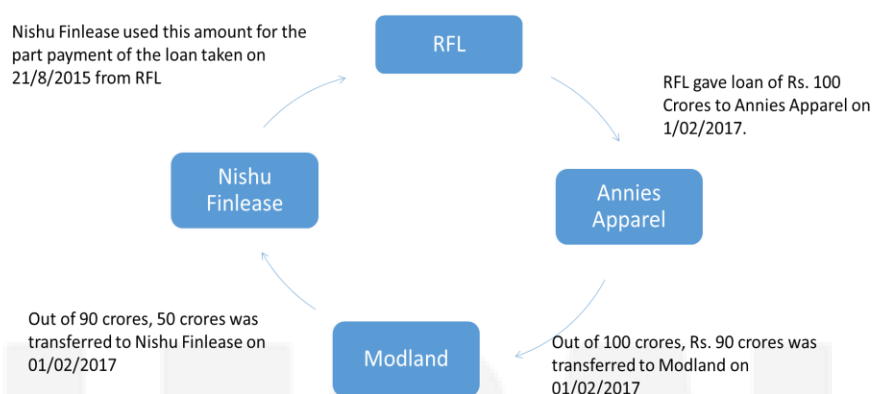 Nishu Finlease used this amount for the
part payment of the loan taken on
21/8/2015 from RFL
RFL
RFL gave loan of Rs. 100
Crores to Annies Apparel on
1/02/2017.
Nishu
Finlease
Annies
Apparel
Out of 90 crores, 50 crores was
transferred to Nishu Finlease on
01/02/2017
Modland
Out of 100 crores, Rs. 90 crores was
transferred to Modland on
01/02/2017